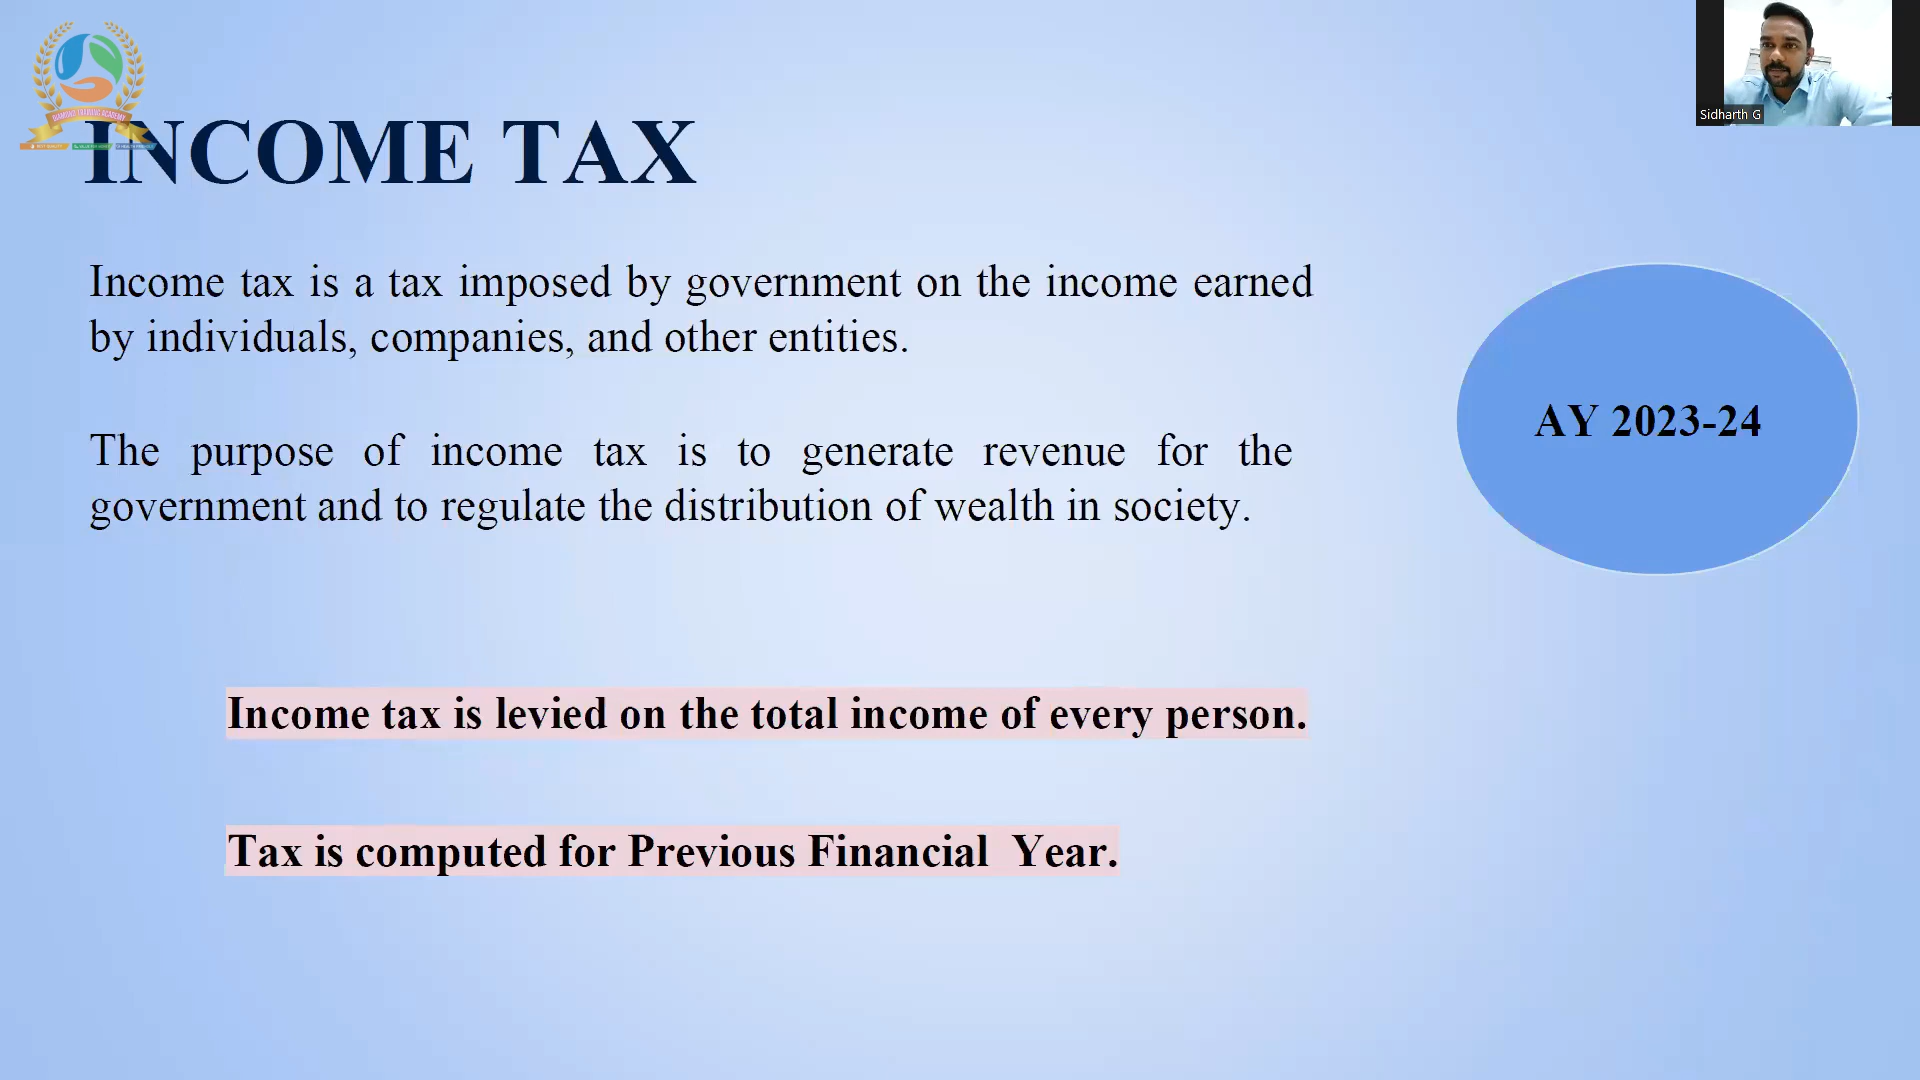 DIAMOND TRADING ACADEMY
Sidharth G
INCOME TAX
Income tax is a tax imposed by government on the income earned
by individuals, companies, and other entities.
The purpose of income tax is to generate revenue for the
government and to regulate the distribution of wealth in society.
AY 2023-24
Income tax is levied on the total income of every person.
Tax is computed for Previous Financial Year.